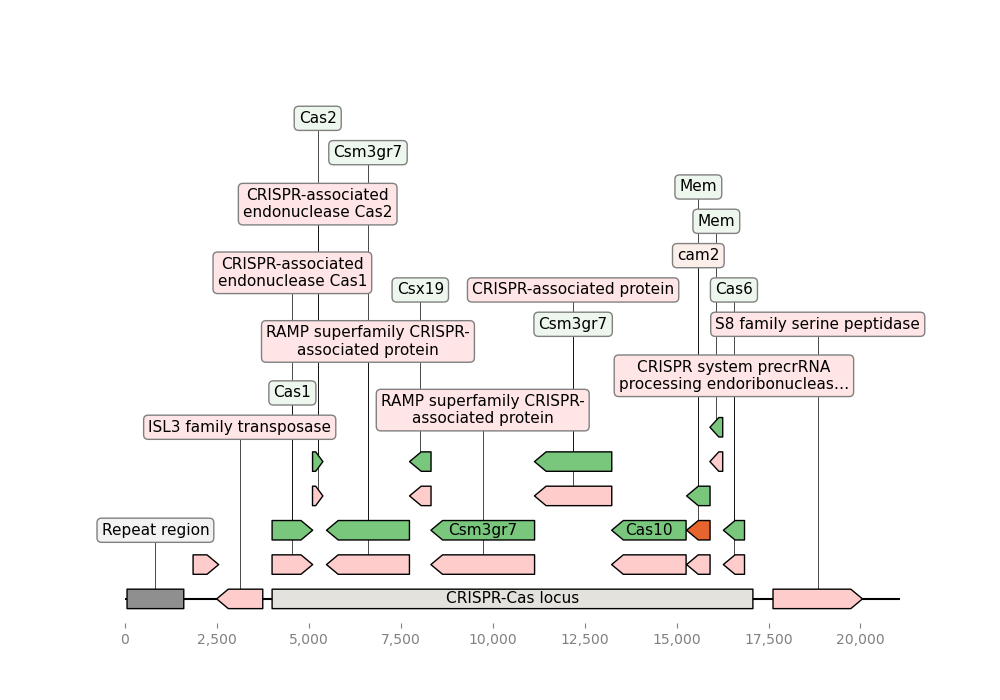 Cas2
Csm3gr7
CRISPR-associated
endonuclease Cas2
Mem
Mem
CRISPR-associated
endonuclease Cas1
cam2
Csx19
CRISPR-associated protein
Cas6
Csm3gr7
S8 family serine peptidase
RAMP superfamily CRISPR-
associated protein
CRISPR system precrRNA
processing endoribonucleas...
Cas1
RAMP superfamily CRISPR-
associated protein
ISL3 family transposase
Repeat region
Csm3gr7
Cas10
CRISPR-Cas locus
0
2,500
5,000
7,500
10,000
12,500
15,000
17,500
20,000